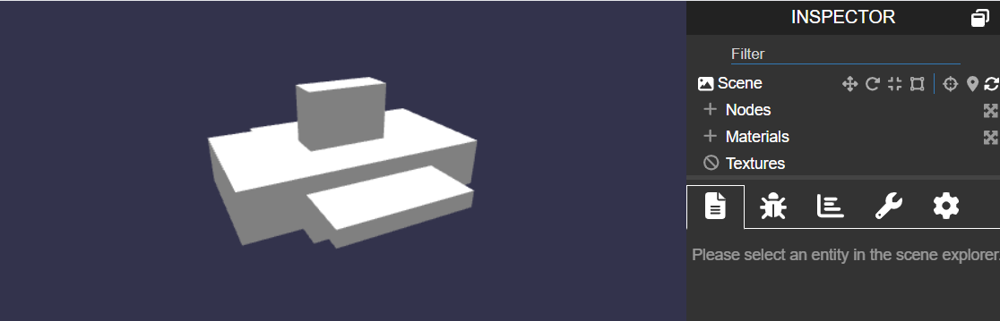 INSPECTOR
Filter
Scene
Nodes
Materials
Textures
Please select an entity in the scene explorer.